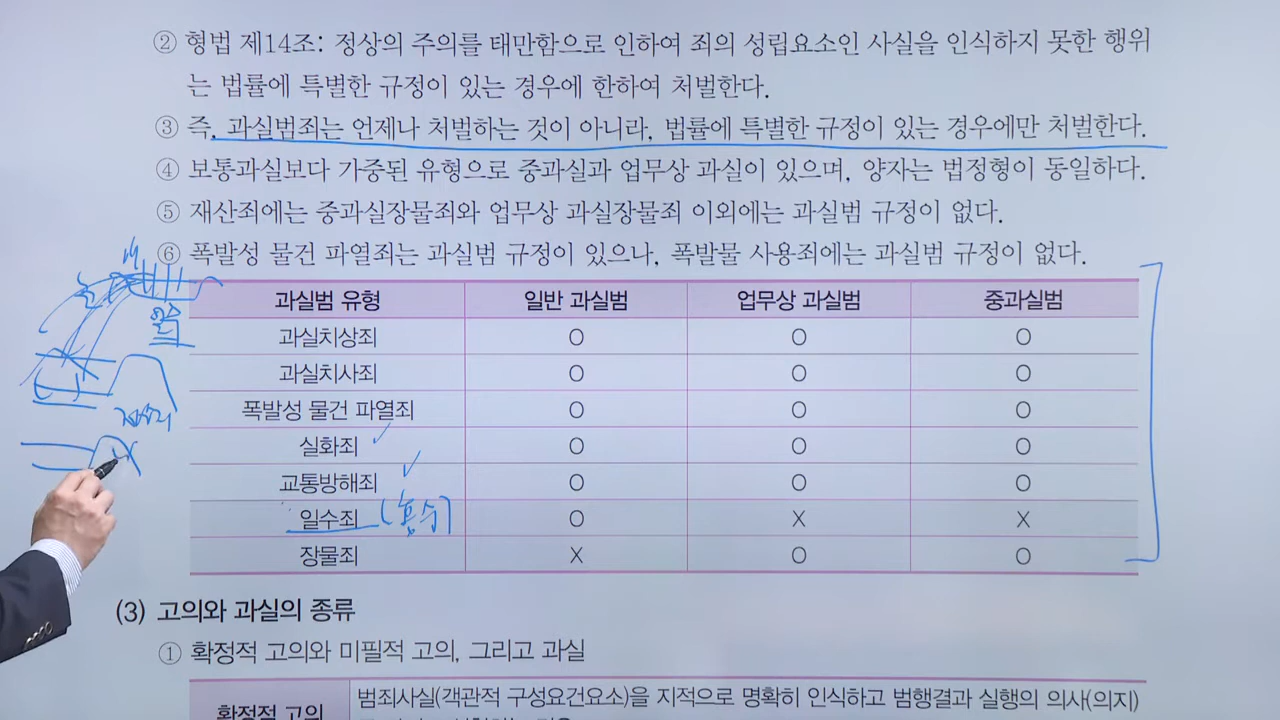 ② 형법 제14조: 정상의 주의를 태만함으로 인하여 죄의 성립요소인 사실을 인식하지 못한 행위
는 법률에 특별한 규정이 있는 경우에 한하여 처벌한다.
③ 즉, 과실범죄는 언제나 처벌하는 것이 아니라, 법률에 특별한 규정이 있는 경우에만 처벌한다.
④ 보통과실보다 가중된 유형으로 중과실과 업무상 과실이 있으며, 양자는 법정형이 동일하다.
⑤ 재산죄에는 중과실장물죄와 업무상 과실장물죄 이외에는 과실범 규정이 없다.
⑥ 폭발성 물건 파열죄는 과실범 규정이 있으나, 폭발물 사용죄에는 과실범 규정이 없다.
과실범 유형 일반 과실범 업무상 과실범 중과실범
과실치상죄 O O O
과실치사죄 O O O
폭발성 물건 파열죄 O O O
실화죄 O O O
교통방해죄 O O O
일수죄 (홍수) O X X
장물죄 X O O
(3) 고의와 과실의 종류
① 확정적 고의와 미필적 고의, 그리고 과실
확정적 고의 범죄사실(객관적 구성요건요소)을 지적으로 명확히 인식하고 범행결과 실행의 의사(의지)